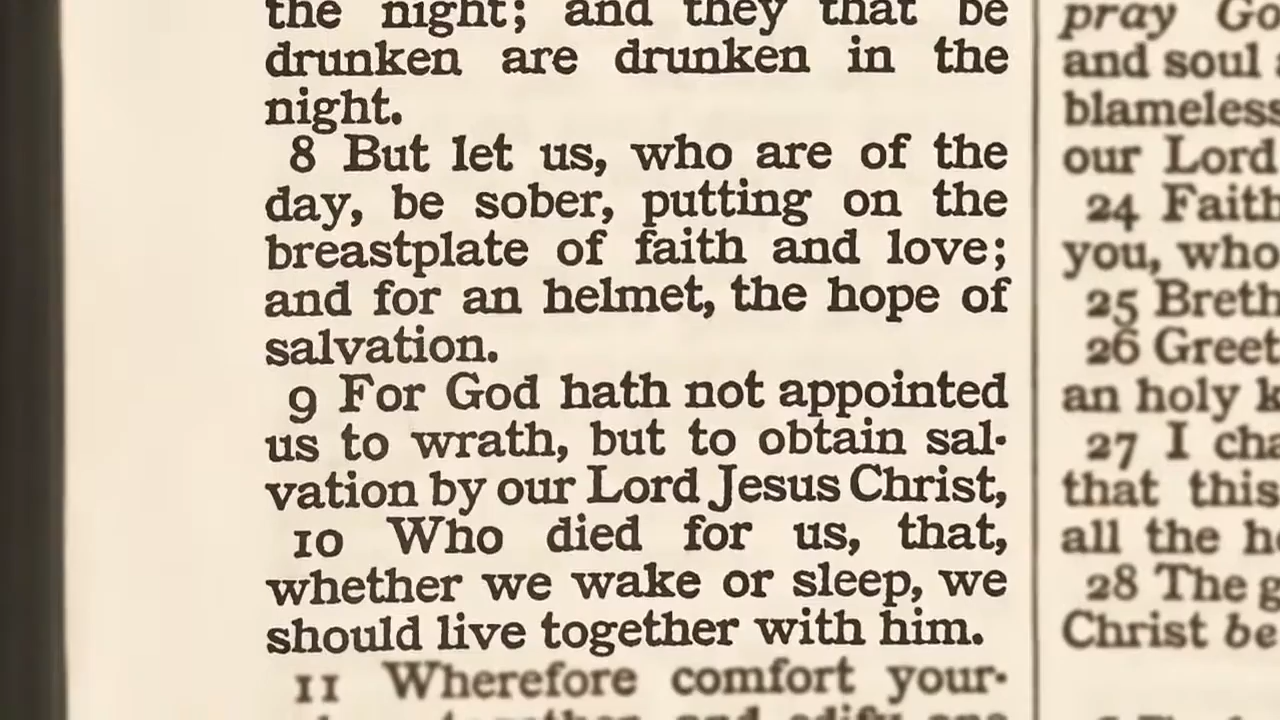 the night; and they that be
drunken are drunken in the
night.
8 But let us, who are of the
day, be sober, putting on the
breastplate of faith and love;
and for an helmet, the hope of
salvation.
9 For God hath not appointed
us to wrath, but to obtain sal-
vation by our Lord Jesus Christ,
10 Who died for us, that,
whether we wake or sleep, we
should live together with him.
11 Wherefore comfort your-
together and edify one
pray
and soul
blameless
our Lord
24
you, who
25
26
an holy
27 I
that this
all the
28 The
Christ be